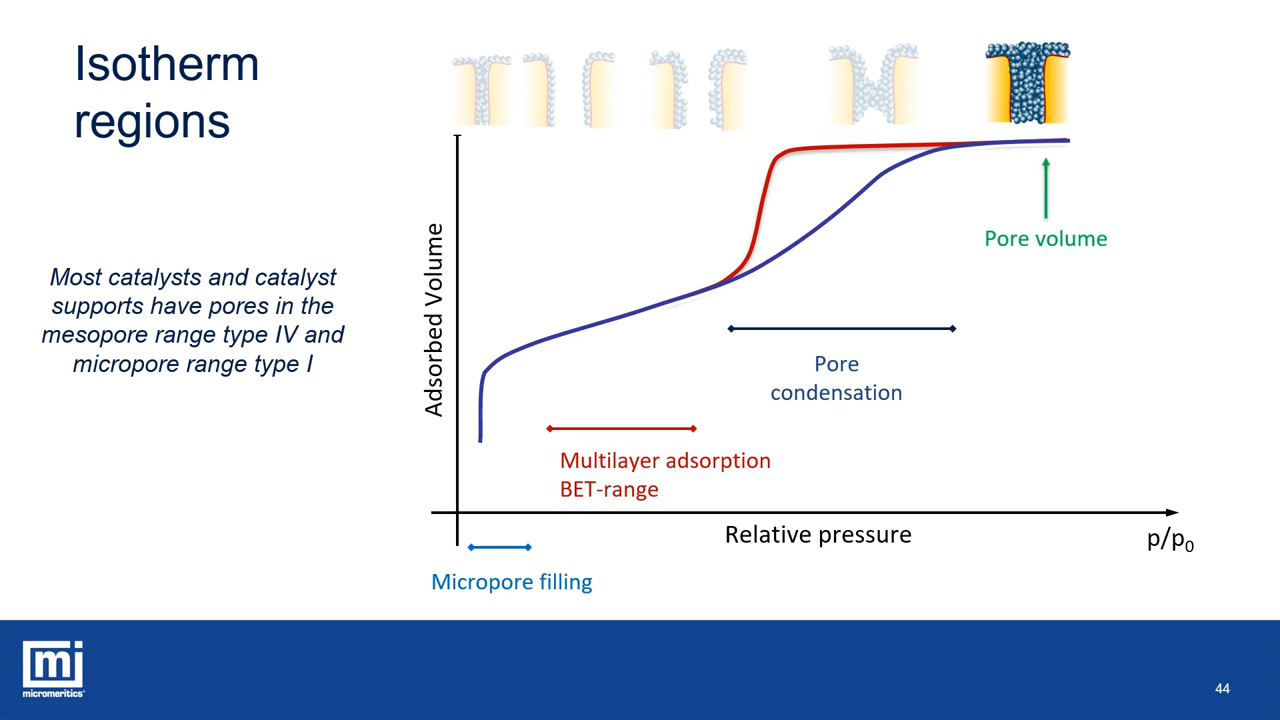 Isotherm
regions
Most catalysts and catalyst
supports have pores in the
mesopore range type IV and
micropore range type I
Adsorbed Volume
Pore volume
Pore
condensation
Multilayer adsorption
BET-range
Relative pressure
p/p₀
Micropore filling
mi
micromeritics®
44